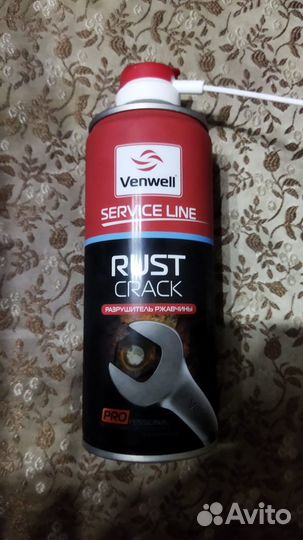 Venwell
SERVICE LINE
RUST
CRACK
РАЗРУШИТЕЛЬ РЖАВЧИНЫ
PRO
Avito